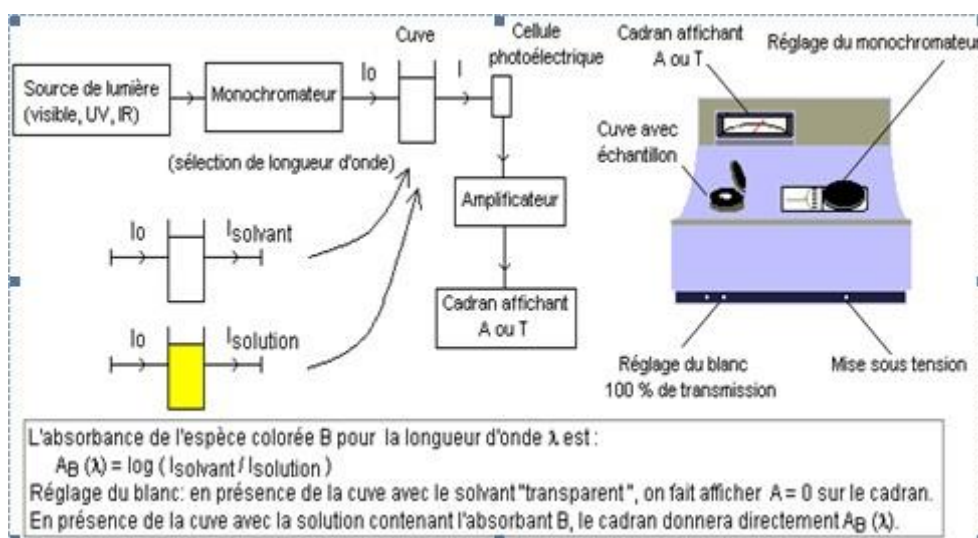 Source de lumière
(visible, UV, IR)
Monochromateur
Io
Cuve
I
Cellule
photoélectrique
(sélection de longueur d'onde)
Amplificateur
Cadran affichant
A ou T
Io
Isolvant
Io
Isolution
Cadran affichant
A ou T
Réglage du monochromateur
Cuve avec
échantillon
Réglage du blanc
100 % de transmission
Mise sous tension
L'absorbance de l'espèce colorée B pour la longueur d'onde λ est :
AB (λ) = log ( Isolvant / Isolution )
Réglage du blanc: en présence de la cuve avec le solvant "transparent", on fait afficher A = 0 sur le cadran.
En présence de la cuve avec la solution contenant l'absorbant B, le cadran donnera directement AB (λ).